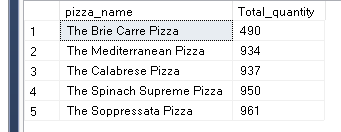 pizza_name Total_quantity
1 The Brie Carre Pizza 490
2 The Mediterranean Pizza 934
3 The Calabrese Pizza 937
4 The Spinach Supreme Pizza 950
5 The Soppressata Pizza 961